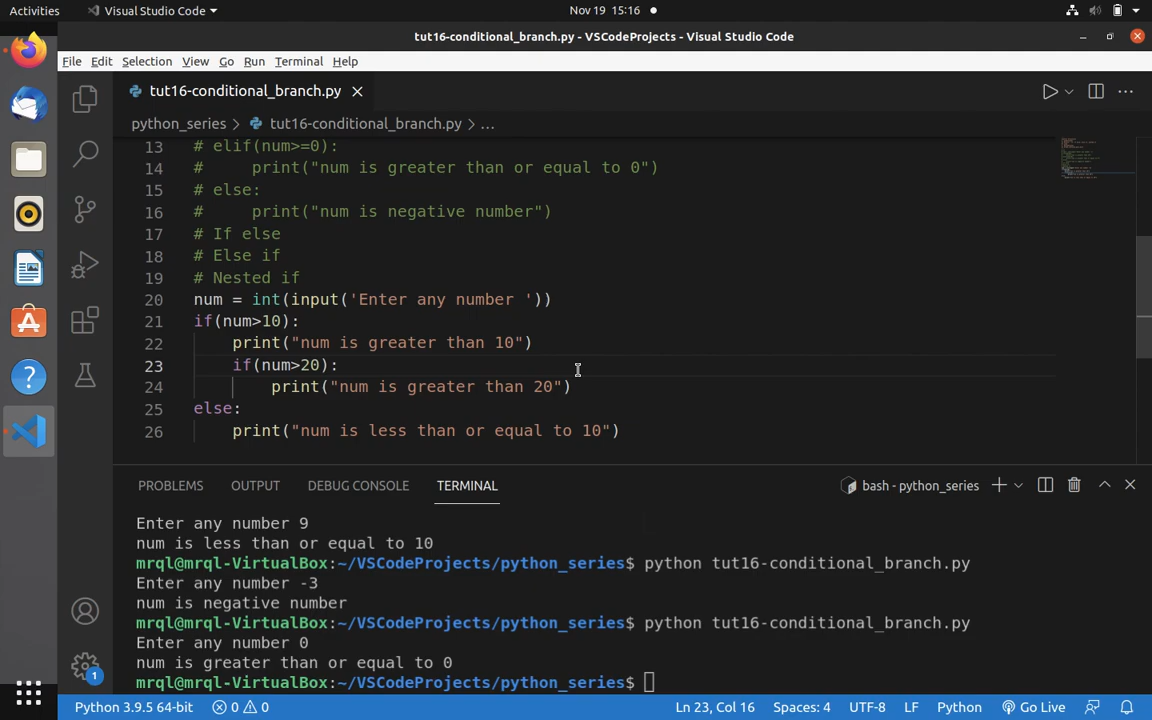 Activities
Visual Studio Code
Nov 19 15:16
tut16-conditional_branch.py - VSCodeProjects - Visual Studio Code
File Edit Selection View Go Run Terminal Help
tut16-conditional_branch.py
python_series > tut16-conditional_branch.py > ...
13 # elif(num>=0):
14 #     print("num is greater than or equal to 0")
15 # else:
16 #     print("num is negative number")
17 # If else
18 # Else if
19 # Nested if
20 num = int(input('Enter any number '))
21 if(num>10):
22     print("num is greater than 10")
23     if(num>20):
24         print("num is greater than 20")
25 else:
26     print("num is less than or equal to 10")
PROBLEMS OUTPUT DEBUG CONSOLE TERMINAL
bash - python_series
Enter any number 9
num is less than or equal to 10
mrql@mrql-VirtualBox:~/VSCodeProjects/python_series$ python tut16-conditional_branch.py
Enter any number -3
num is negative number
mrql@mrql-VirtualBox:~/VSCodeProjects/python_series$ python tut16-conditional_branch.py
Enter any number 0
num is greater than or equal to 0
mrql@mrql-VirtualBox:~/VSCodeProjects/python_series$
1
Python 3.9.5 64-bit 0 0 Ln 23, Col 16 Spaces: 4 UTF-8 LF Python Go Live